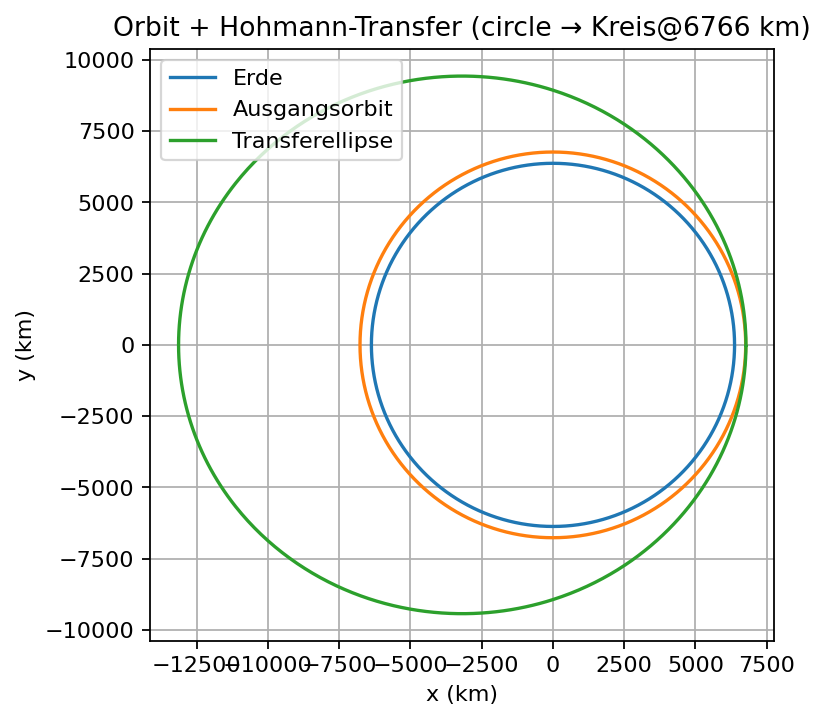 Orbit + Hohmann-Transfer (circle → Kreis@6766 km)
Erde
Ausgangsorbit
Transferellipse
10000
7500
5000
2500
0
−2500
−5000
−7500
−10000
y (km)
−12500 −10000 −7500 −5000 −2500 0 2500 5000 7500
x (km)